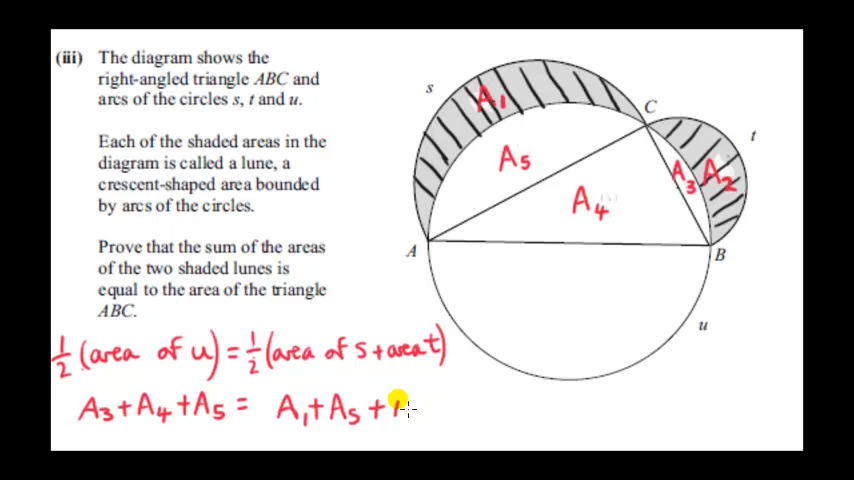 (iii) The diagram shows the
right-angled triangle ABC and
arcs of the circles s, t and u.
Each of the shaded areas in the
diagram is called a lune, a
crescent-shaped area bounded
by arcs of the circles.
Prove that the sum of the areas
of the two shaded lunes is
equal to the area of the triangle
ABC.
s
A1
C
t
A5
A3
A2
A4
A
B
u
1/2 (area of u) = 1/2 (area of s + area t)
A3 + A4 + A5 = A1 + A5 +